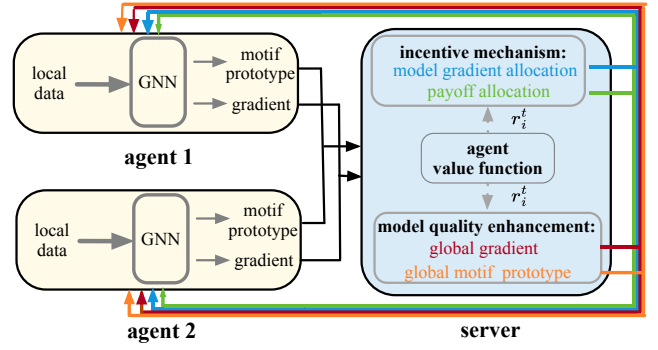 local
data
GNN
motif
prototype
gradient
agent 1
local
data
GNN
motif
prototype
gradient
agent 2
incentive mechanism:
model gradient allocation
payoff allocation
r_i^t
agent
value function
r_i^t
model quality enhancement:
global gradient
global motif prototype
server